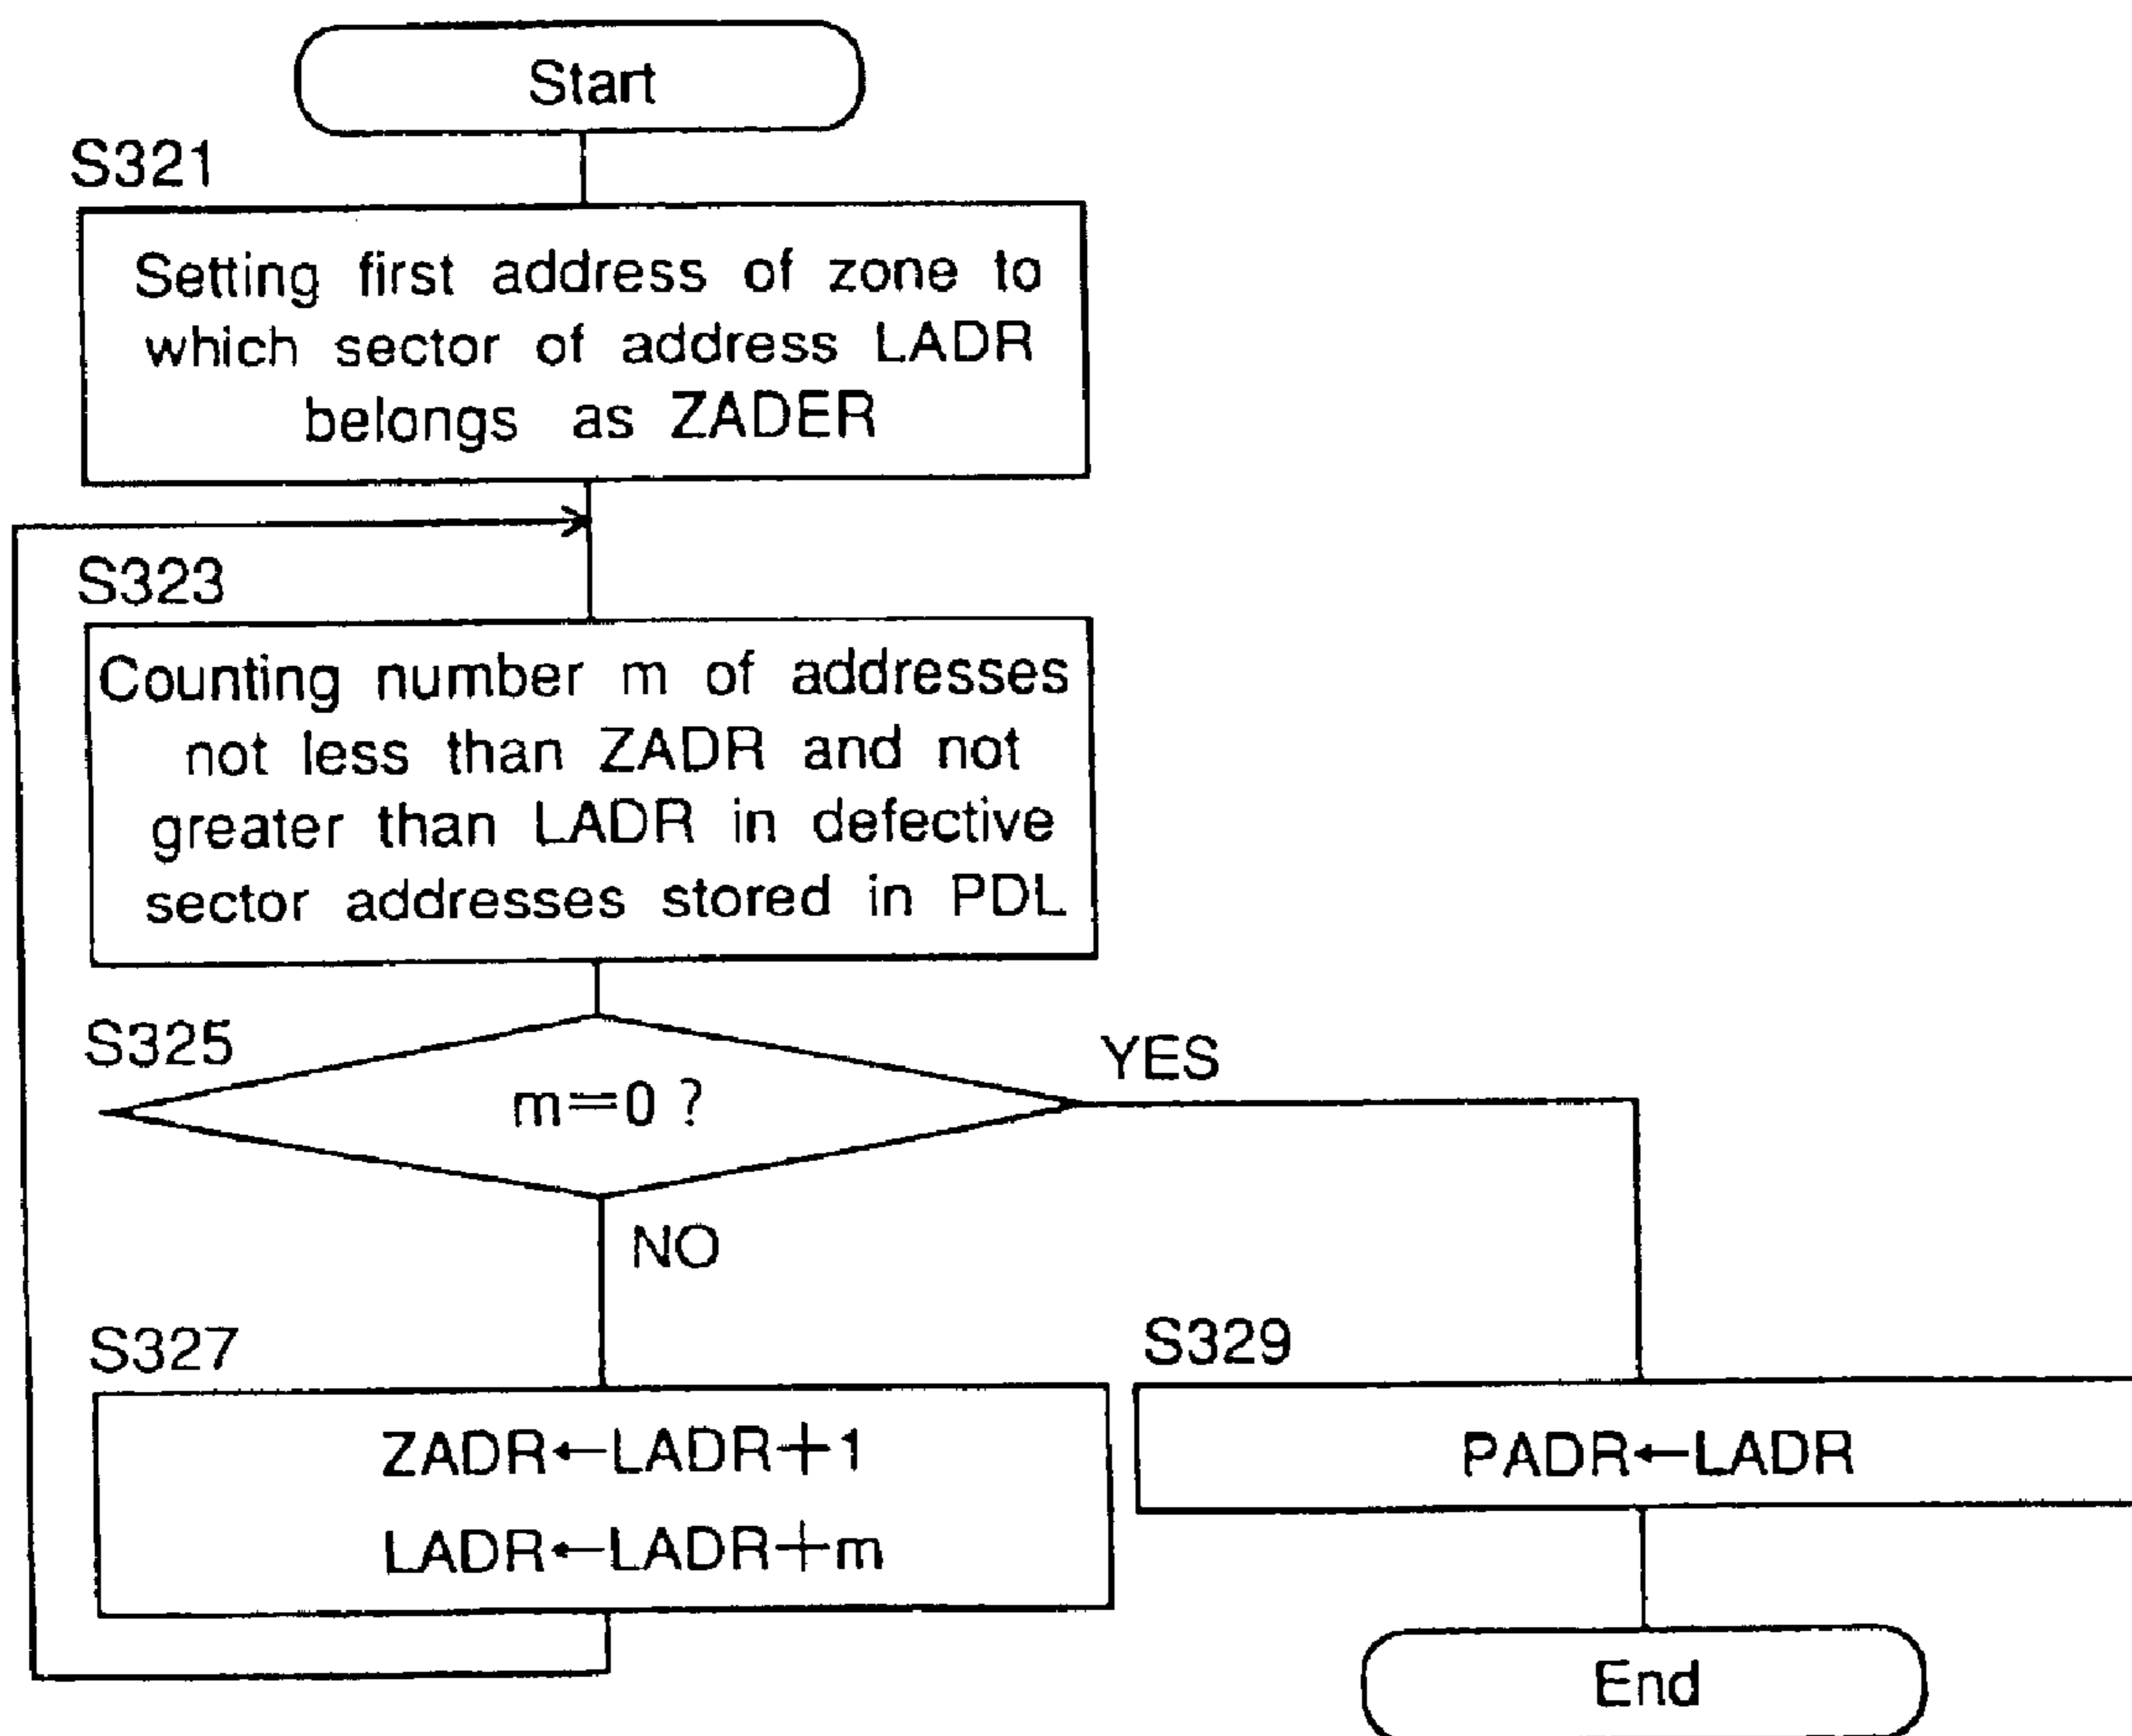 Start
S321
Setting first address of zone to
which sector of address LADR
belongs as ZADER
S323
Counting number m of addresses
not less than ZADR and not
greater than LADR in defective
sector addresses stored in PDL
S325
m=0 ?
YES
NO
S327
ZADR←LADR+1
LADR←LADR+m
S329
PADR←LADR
End